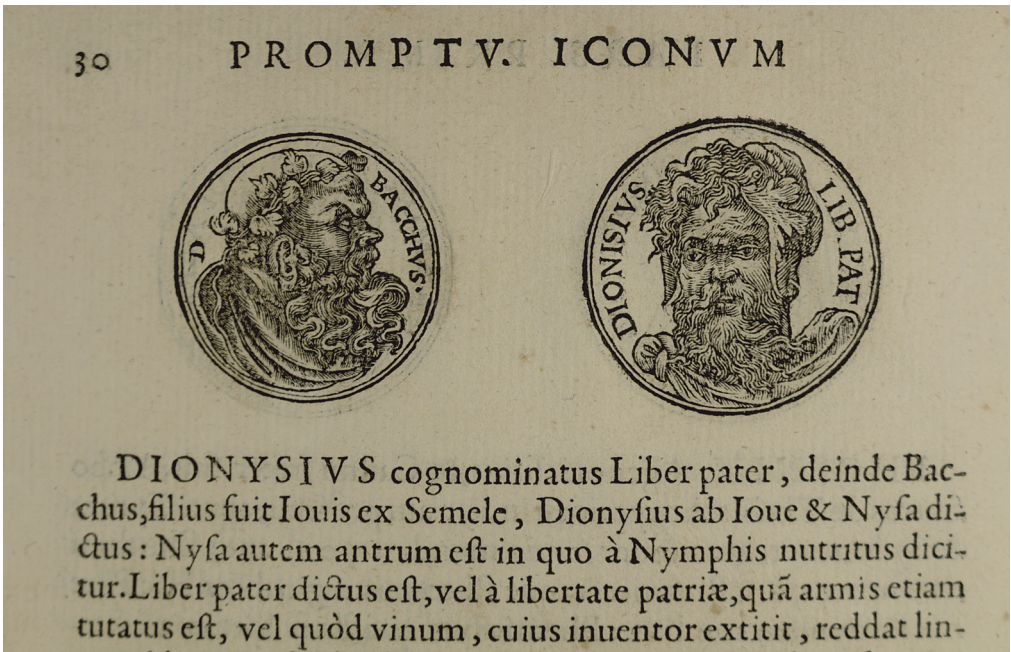 30 PROMPTV. ICONVM
D BACCHVS.
DIONISIVS LIB. PAT
DIONYSIVS cognominatus Liber pater, deinde Bac-
chus,filius fuit Iouis ex Semele, Dionyſius ab Ioue & Nyſa di-
ctus: Nyſa autem antrum eſt in quo à Nymphis nutritus dici-
tur.Liber pater dictus eſt,vel à libertate patriæ,quã armis etiam
tutatus eſt, vel quòd vinum, cuius inuentor extitit, reddat lin-